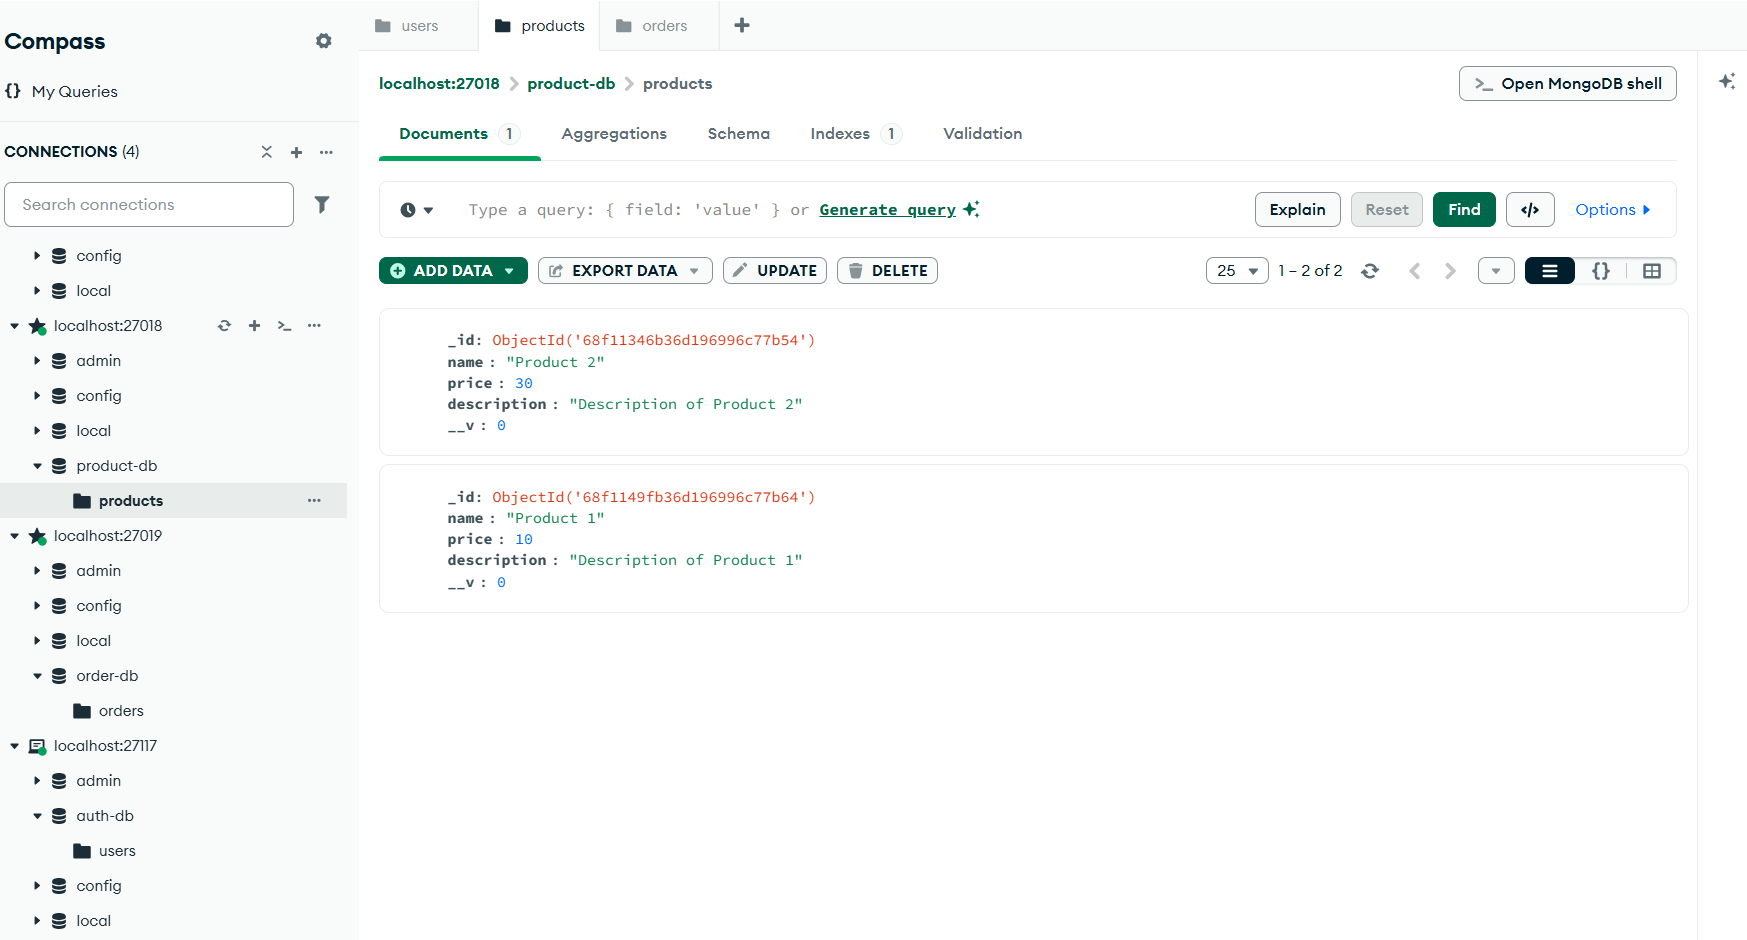 Compass
{} My Queries
CONNECTIONS (4)
Search connections
config
local
localhost:27018
admin
config
local
product-db
products
localhost:27019
admin
config
local
order-db
orders
localhost:27117
admin
auth-db
users
config
local
users
products
orders
localhost:27018 > product-db > products
>_ Open MongoDB shell
Documents 1
Aggregations
Schema
Indexes 1
Validation
Type a query: { field: 'value' } or Generate query
Explain
Reset
Find
</>
Options
ADD DATA
EXPORT DATA
UPDATE
DELETE
25
1 – 2 of 2
{}
_id: ObjectId('68f11346b36d196996c77b54')
name : "Product 2"
price : 30
description : "Description of Product 2"
__v : 0
_id: ObjectId('68f1149fb36d196996c77b64')
name : "Product 1"
price : 10
description : "Description of Product 1"
__v : 0